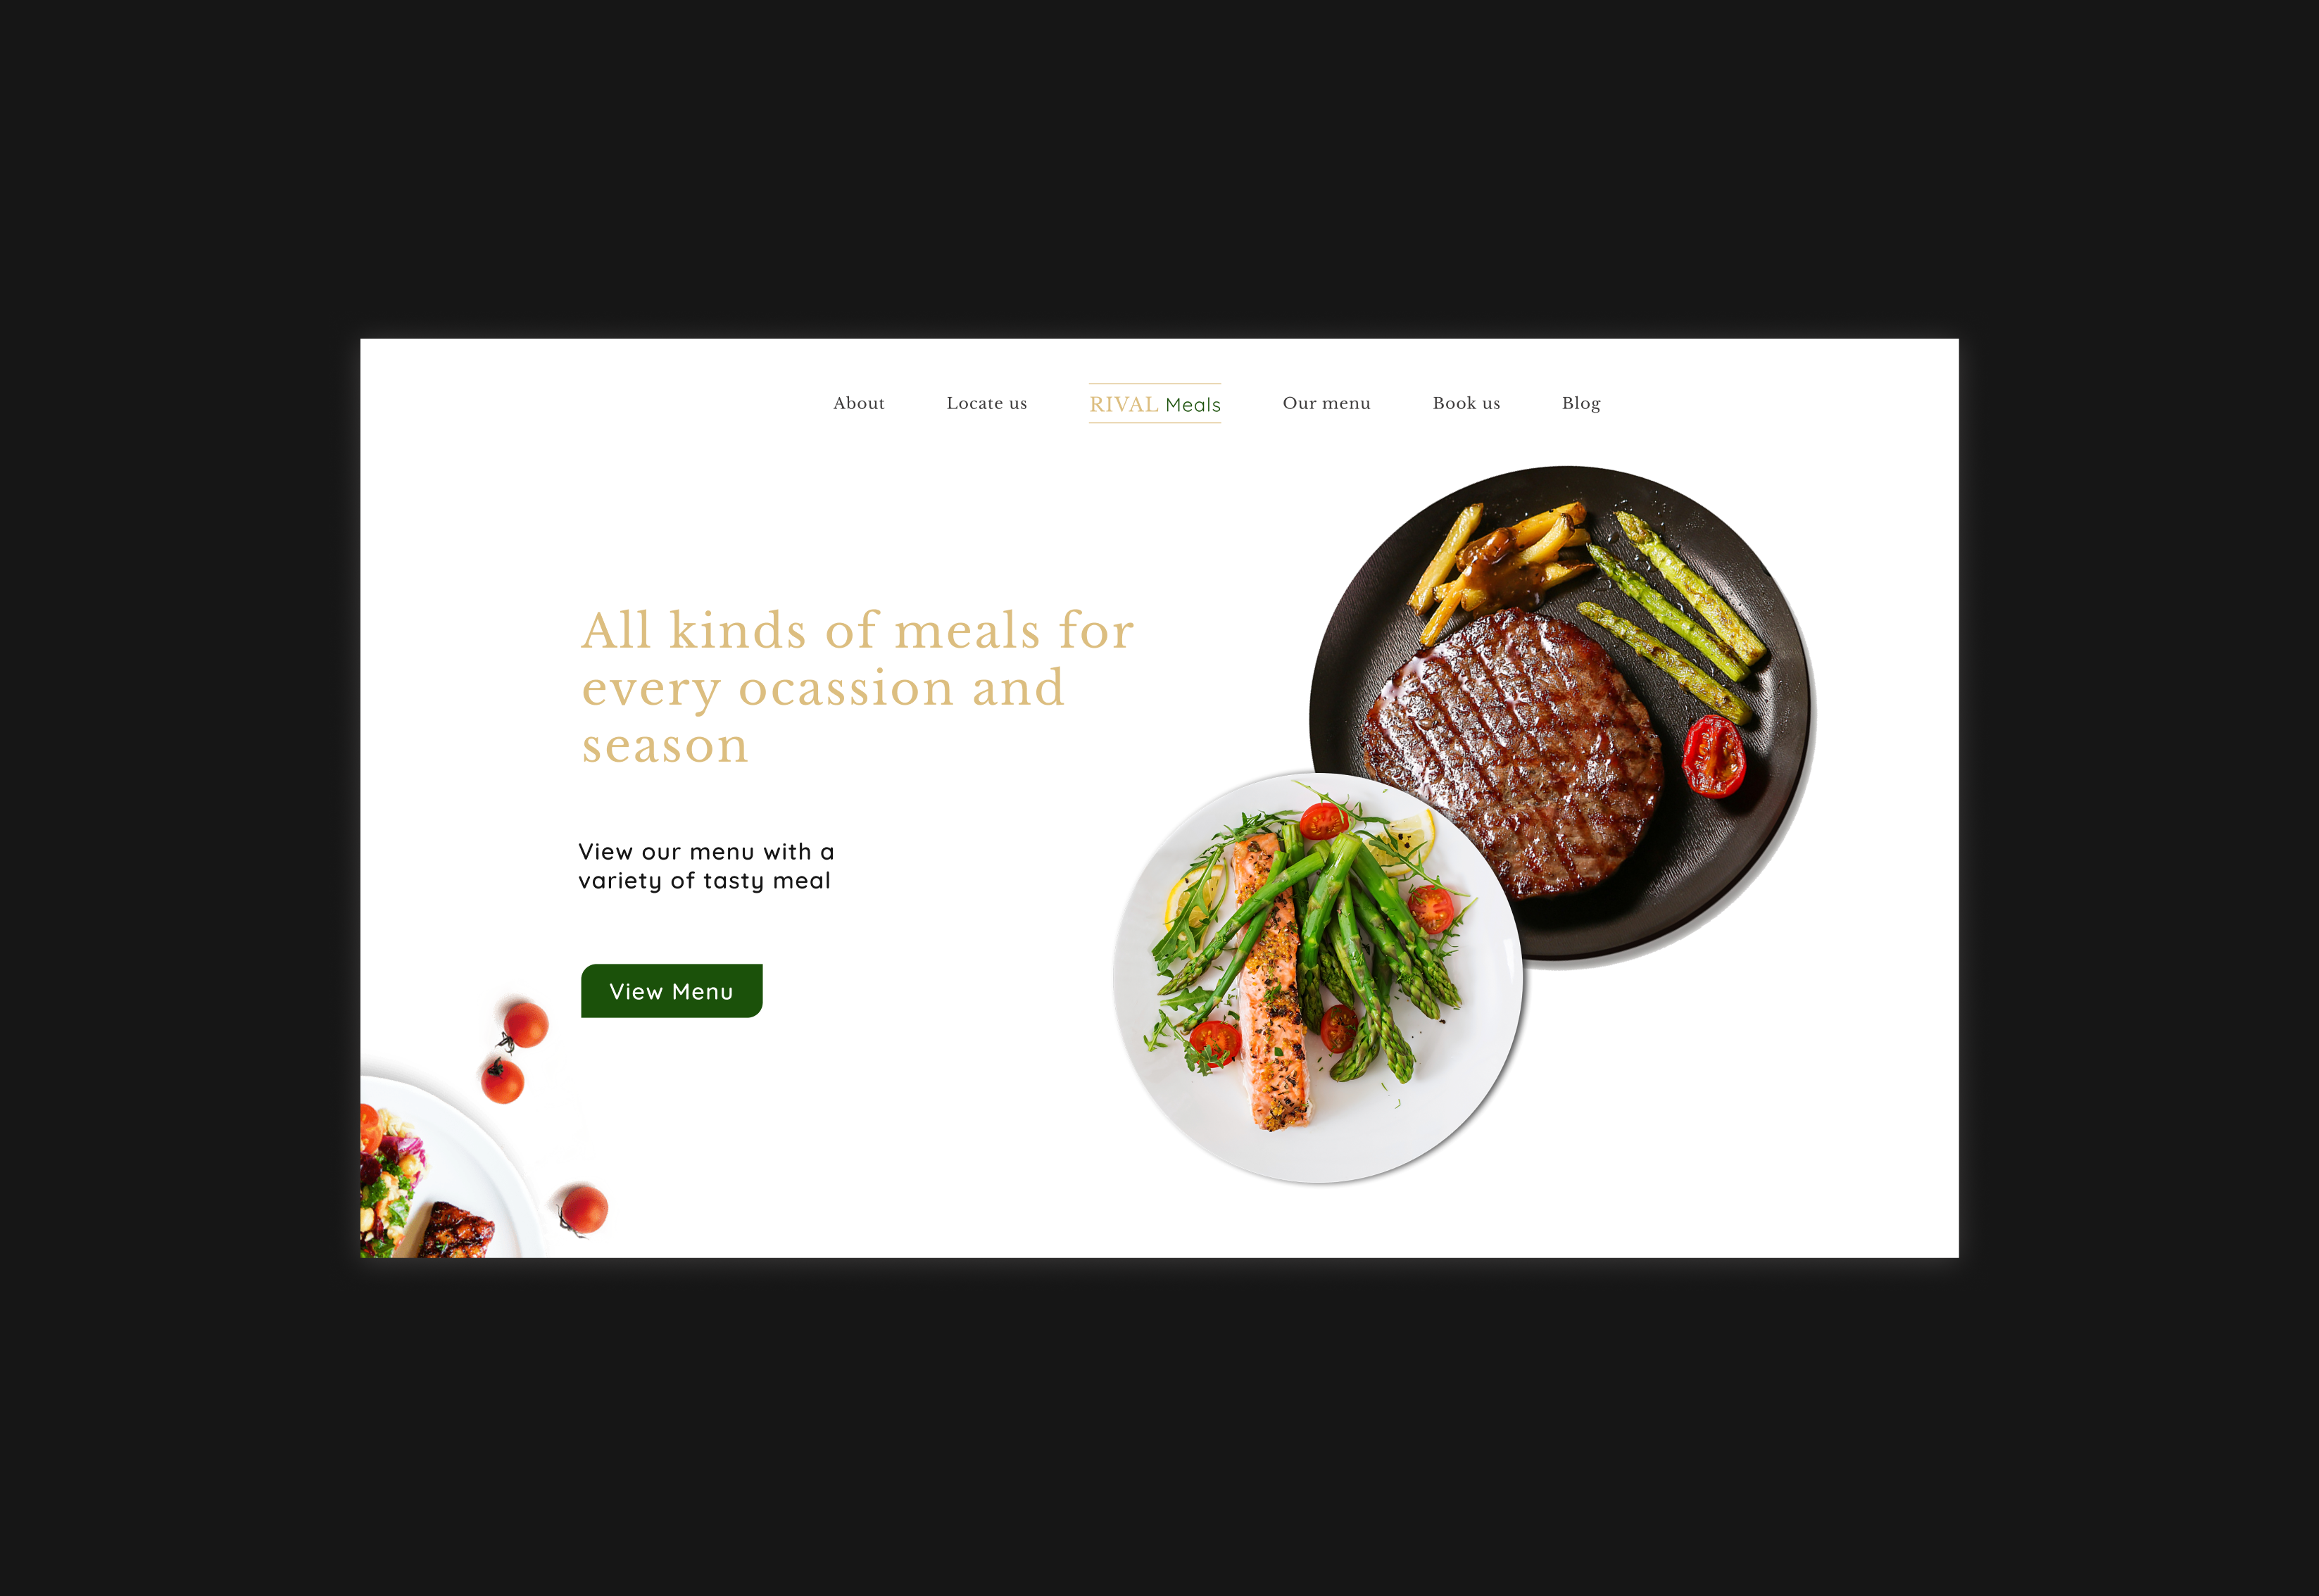 About Locate us RIVAL Meals Our menu Book us Blog
All kinds of meals for
every ocassion and
season
View our menu with a
variety of tasty meal
View Menu